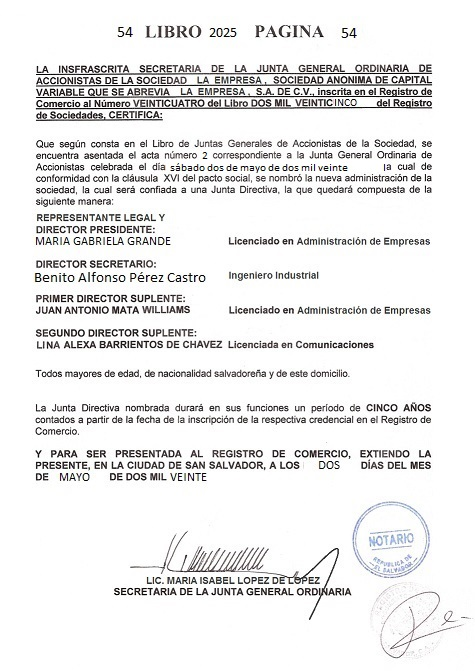 54 LIBRO 2025 PAGINA 54
LA INSFRASCRITA SECRETARIA DE LA JUNTA GENERAL ORDINARIA DE
ACCIONISTAS DE LA SOCIEDAD LA EMPRESA , SOCIEDAD ANONIMA DE CAPITAL
VARIABLE QUE SE ABREVIA LA EMPRESA , S.A. DE C.V., inscrita en el Registro de
Comercio al Número VEINTICUATRO del Libro DOS MIL VEINTICINCO del Registro
de Sociedades, CERTIFICA:
Que según consta en el Libro de Juntas Generales de Accionistas de la Sociedad, se
encuentra asentada el acta número 2 correspondiente a la Junta General Ordinaria de
Accionistas celebrada el día sábado dos de mayo de dos mil veinte la cual de
conformidad con la cláusula XVI del pacto social, se nombró la nueva administración de la
sociedad, la cual será confiada a una Junta Directiva, la que quedará compuesta de la
siguiente manera:
REPRESENTANTE LEGAL Y
DIRECTOR PRESIDENTE:
MARIA GABRIELA GRANDE Licenciado en Administración de Empresas
DIRECTOR SECRETARIO:
Benito Alfonso Pérez Castro Ingeniero Industrial
PRIMER DIRECTOR SUPLENTE:
JUAN ANTONIO MATA WILLIAMS Licenciado en Administración de Empresas
SEGUNDO DIRECTOR SUPLENTE:
LINA ALEXA BARRIENTOS DE CHAVEZ Licenciada en Comunicaciones
Todos mayores de edad, de nacionalidad salvadoreña y de este domicilio.
La Junta Directiva nombrada durará en sus funciones un período de CINCO AÑOS
contados a partir de la fecha de la inscripción de la respectiva credencial en el Registro de
Comercio.
Y PARA SER PRESENTADA AL REGISTRO DE COMERCIO, EXTIENDO LA
PRESENTE, EN LA CIUDAD DE SAN SALVADOR, A LOS DOS DÍAS DEL MES
DE MAYO DE DOS MIL VEINTE
NOTARIO
REPUBLICA DE
EL SALVADOR
LIC. MARIA ISABEL LOPEZ DE LOPEZ
SECRETARIA DE LA JUNTA GENERAL ORDINARIA